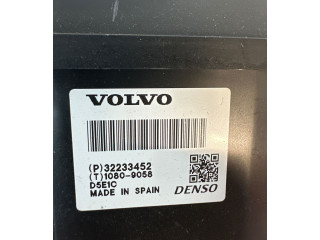 VOLVO
(P)32233452
(T)1080-9058
D5E1C
MADE IN SPAIN
DENSO